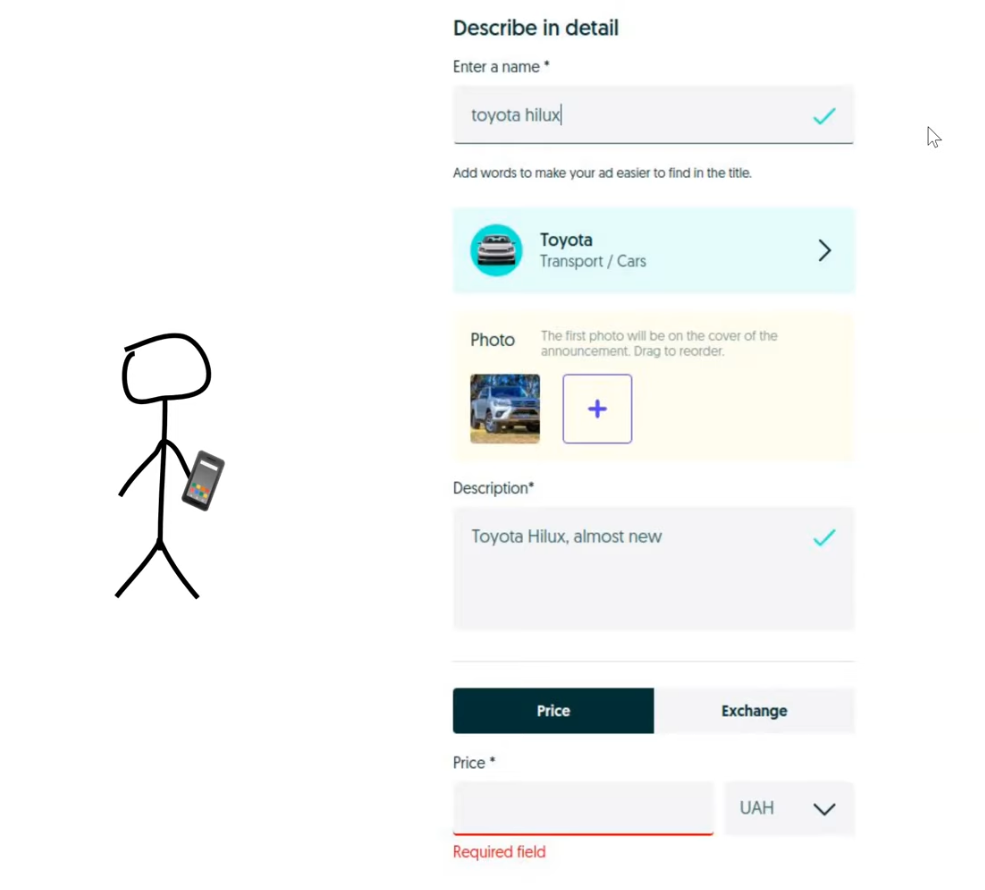 Describe in detail
Enter a name *
toyota hilux
Add words to make your ad easier to find in the title.
Toyota
Transport / Cars
Photo
The first photo will be on the cover of the
announcement. Drag to reorder.
Description*
Toyota Hilux, almost new
Price
Exchange
Price *
UAH
Required field